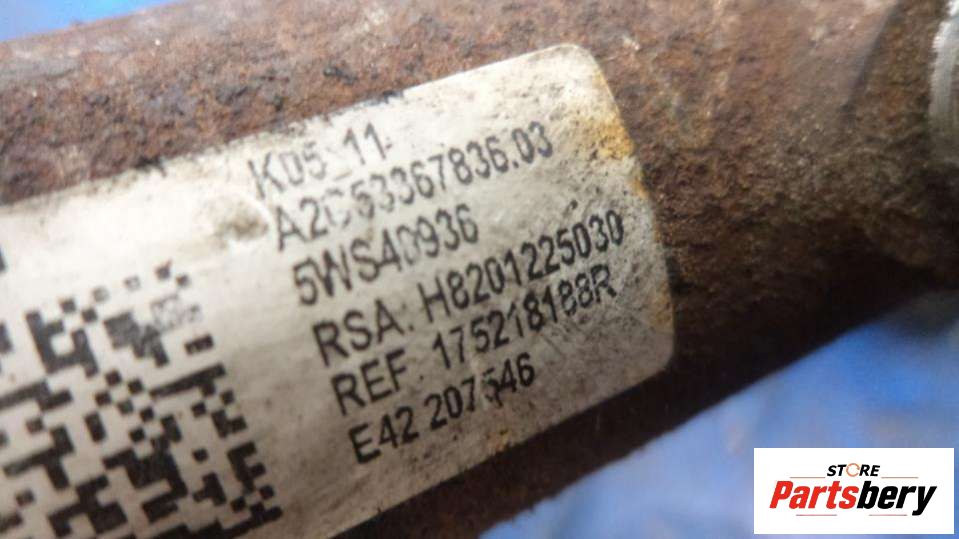 K05_11
A2C53367836.03
5WS40936
RSA: H8201225030
REF: 175218188R
E42 207546
STORE
Partsbery